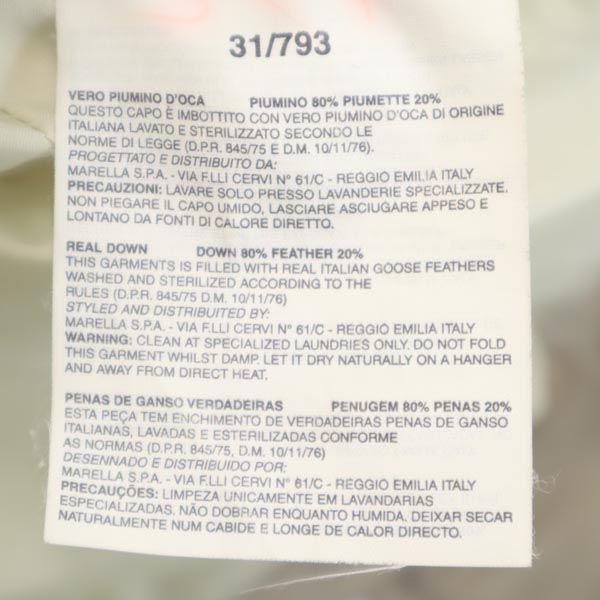 31/793
VERO PIUMINO D'OCA PIUMINO 80% PIUMETTE 20%
QUESTO CAPO È IMBOTTITO CON VERO PIUMINO D'OCA DI ORIGINE
ITALIANA LAVATO E STERILIZZATO SECONDO LE
NORME DI LEGGE (D.P.R. 845/75 E D.M. 10/11/76).
PROGETTATO E DISTRIBUITO DA:
MARELLA S.P.A. - VIA F.LLI CERVI N° 61/C - REGGIO EMILIA ITALY
PRECAUZIONI: LAVARE SOLO PRESSO LAVANDERIE SPECIALIZZATE.
NON PIEGARE IL CAPO UMIDO, LASCIARE ASCIUGARE APPESO E
LONTANO DA FONTI DI CALORE DIRETTO.
REAL DOWN DOWN 80% FEATHER 20%
THIS GARMENTS IS FILLED WITH REAL ITALIAN GOOSE FEATHERS
WASHED AND STERILIZED ACCORDING TO THE
RULES (D.P.R. 845/75 D.M. 10/11/76)
STYLED AND DISTRIBUTED BY:
MARELLA S.P.A. - VIA F.LLI CERVI N° 61/C - REGGIO EMILIA ITALY
WARNING: CLEAN AT SPECIALIZED LAUNDRIES ONLY. DO NOT FOLD
THIS GARMENT WHILST DAMP. LET IT DRY NATURALLY ON A HANGER
AND AWAY FROM DIRECT HEAT.
PENAS DE GANSO VERDADEIRAS PENUGEM 80% PENAS 20%
ESTA PEÇA TEM ENCHIMENTO DE VERDADEIRAS PENAS DE GANSO
ITALIANAS, LAVADAS E ESTERILIZADAS CONFORME
AS NORMAS (D.P.R. 845/75, D.M. 10/11/76)
DESENNADO E DISTRIBUIDO POR:
MARELLA S.P.A. - VIA F.LLI CERVI N° 61/C - REGGIO EMILIA ITALY
PRECAUÇÕES: LIMPEZA UNICAMENTE EM LAVANDARIAS
ESPECIALIZADAS. NÃO DOBRAR ENQUANTO HUMIDA. DEIXAR SECAR
NATURALMENTE NUM CABIDE E LONGE DE CALOR DIRECTO.